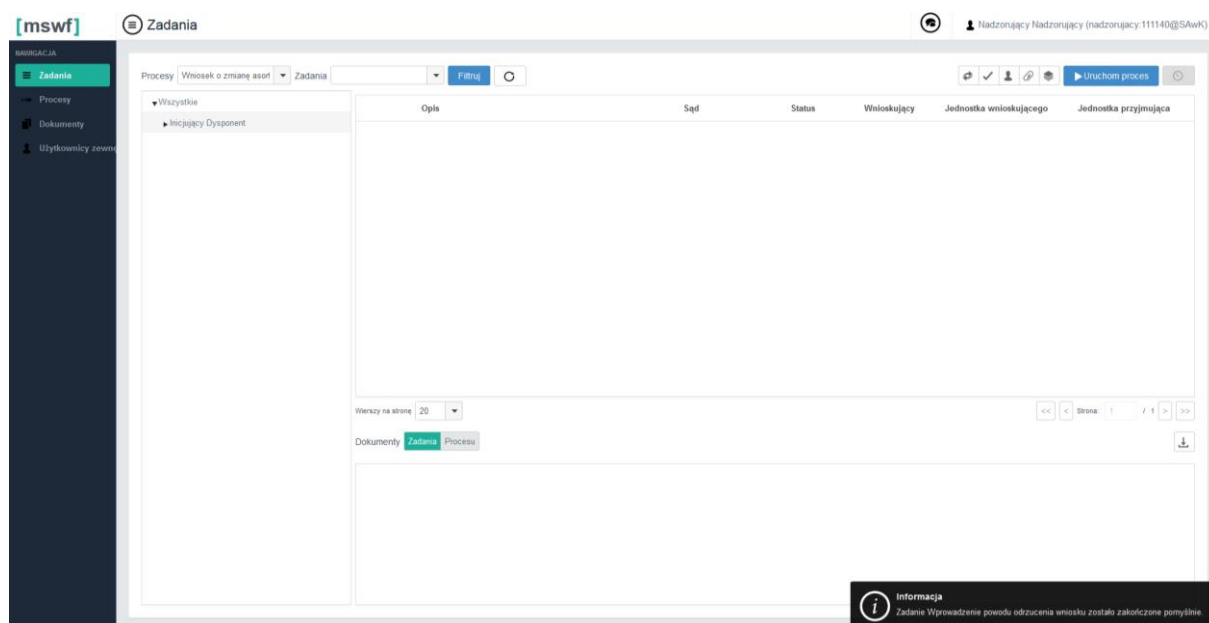 [mswf]
Zadania
Nadzorujący Nadzorujący (nadzorujacy:111140@SAwK)
NAWIGACJA
Zadania
Procesy
Dokumenty
Użytkownicy zewnę
Procesy Wniosek o zmianę asort Zadania Filtruj Uruchom proces
Wszystkie
Inicjujący Dysponent
Opis Sąd Status Wnioskujący Jednostka wnioskującego Jednostka przyjmująca
Wierszy na stronę 20
<< < Strona: 1 / 1 > >>
Dokumenty Zadania Procesu
Informacja
Zadanie Wprowadzenie powodu odrzucenia wniosku zostało zakończone pomyślnie.